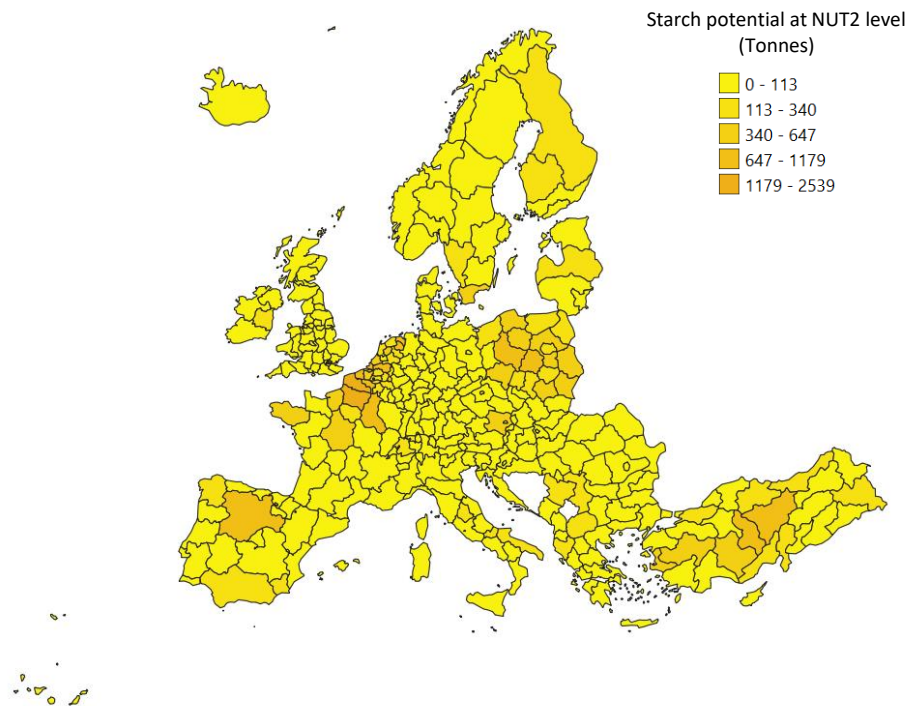 Starch potential at NUT2 level
(Tonnes)
0 - 113
113 - 340
340 - 647
647 - 1179
1179 - 2539